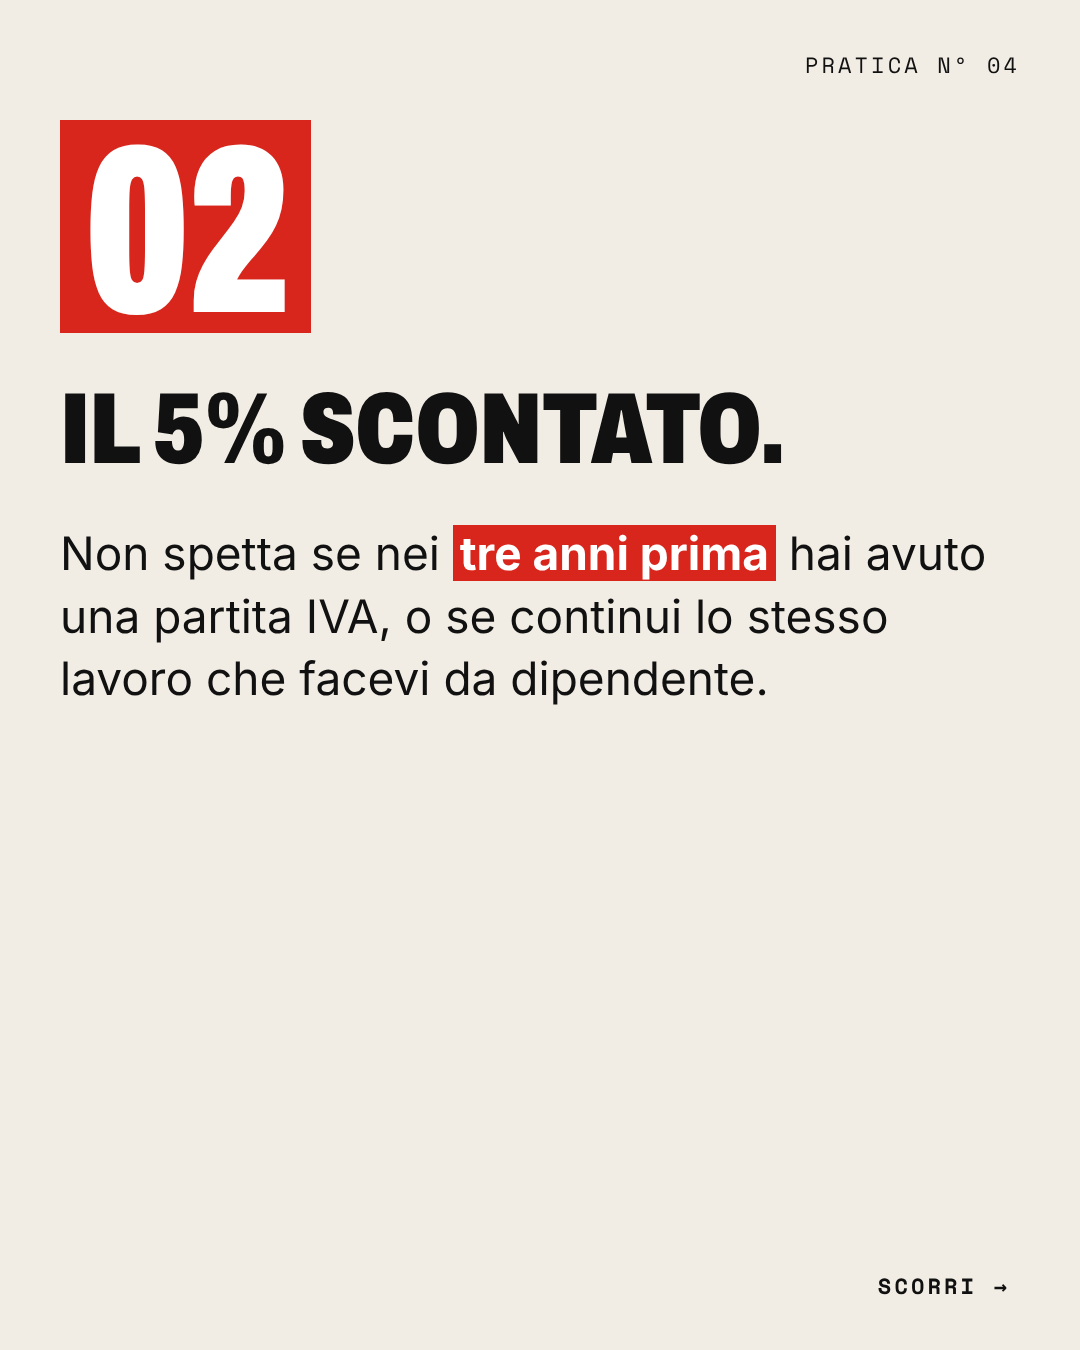 PRATICA N° 04
02
IL 5% SCONTATO.
Non spetta se nei tre anni prima hai avuto
una partita IVA, o se continui lo stesso
lavoro che facevi da dipendente.
SCORRI →